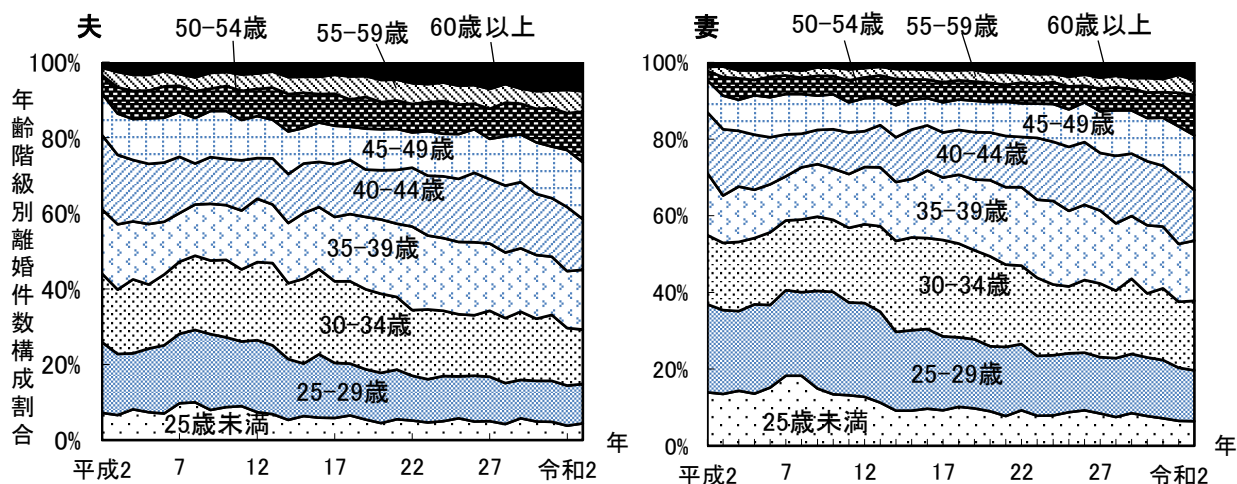 夫
50-54歳
55-59歳
60歳以上
年齢階級別離婚件数構成割合
100%
80%
60%
40%
20%
0%
45-49歳
40-44歳
35-39歳
30-34歳
25-29歳
25歳未満
平成2
7
12
17
22
27
令和2
年
妻
50-54歳
55-59歳
60歳以上
100%
80%
60%
40%
20%
0%
45-49歳
40-44歳
35-39歳
30-34歳
25-29歳
25歳未満
平成2
7
12
17
22
27
令和2
年